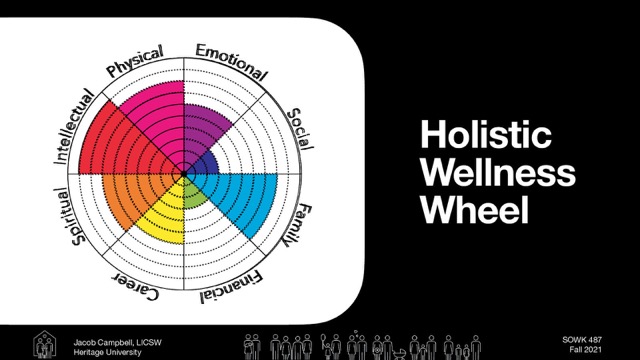 Physical
Emotional
Intellectual
Social
Spiritual
Family
Career
Financial
Holistic
Wellness
Wheel
Jacob Campbell, LICSW
Heritage University
SOWK 487
Fall 2021